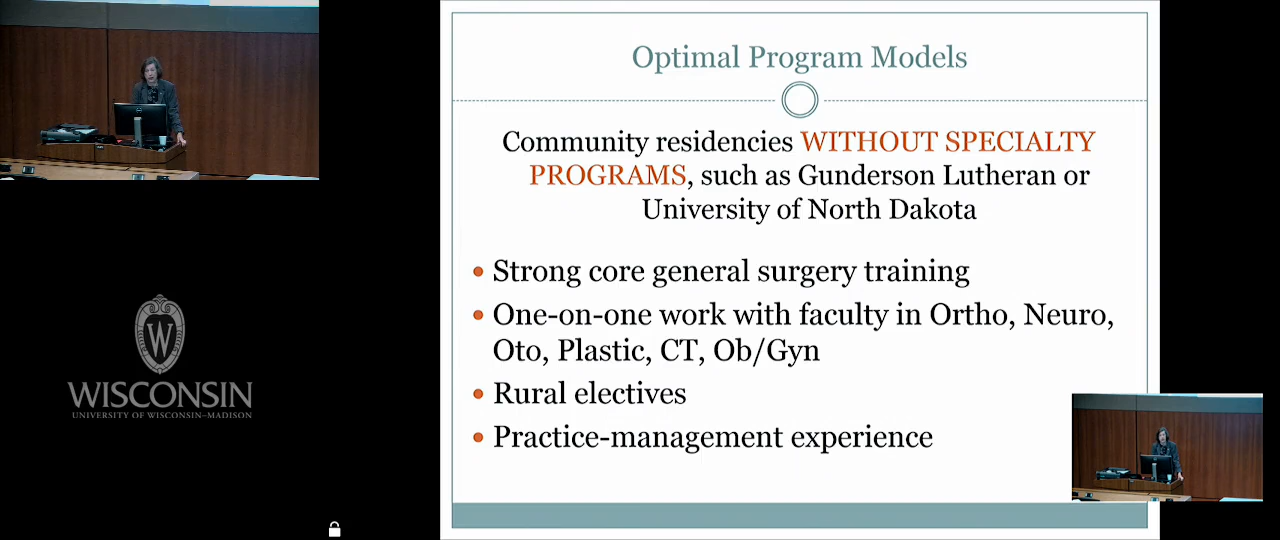 Optimal Program Models
Community residencies WITHOUT SPECIALTY
PROGRAMS, such as Gunderson Lutheran or
University of North Dakota
• Strong core general surgery training
• One-on-one work with faculty in Ortho, Neuro,
Oto, Plastic, CT, Ob/Gyn
• Rural electives
• Practice-management experience
W
WISCONSIN
UNIVERSITY OF WISCONSIN–MADISON